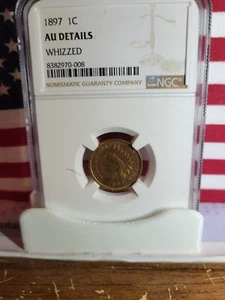 1897 1C
AU DETAILS
WHIZZED
8382970-008
NUMISMATIC GUARANTY COMPANY
NGC